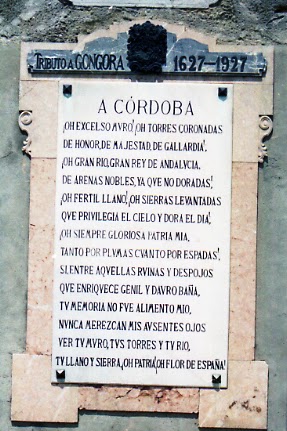 TRIBUTO A GÓNGORA 1627-1927
A CÓRDOBA
¡OH EXCELSO MVRO! ¡OH TORRES CORONADAS
DE HONOR, DE MAJESTAD, DE GALLARDIA!,
¡OH GRAN RIO, GRAN REY DE ANDALVCIA,
DE ARENAS NOBLES, YA QVE NO DORADAS!,
¡OH FERTIL LLANO!, ¡OH SIERRAS LEVANTADAS
QVE PRIVILEGIA EL CIELO Y DORA EL DIA!,
¡OH SIEMPRE GLORIOSA PATRIA MIA,
TANTO POR PLVMAS CVANTO POR ESPADAS!,
SI, ENTRE AQVELLAS RVINAS Y DESPOJOS
QVE ENRIQVECE GENIL Y DAVRO BAÑA,
TV MEMORIA NO FVE ALIMENTO MIO,
NVNCA MEREZCAN MIS AVSENTES OJOS
VER TV MVRO, TVS TORRES Y TV RIO,
TV LLANO Y SIERRA, ¡OH PATRIA!, ¡OH FLOR DE ESPAÑA!